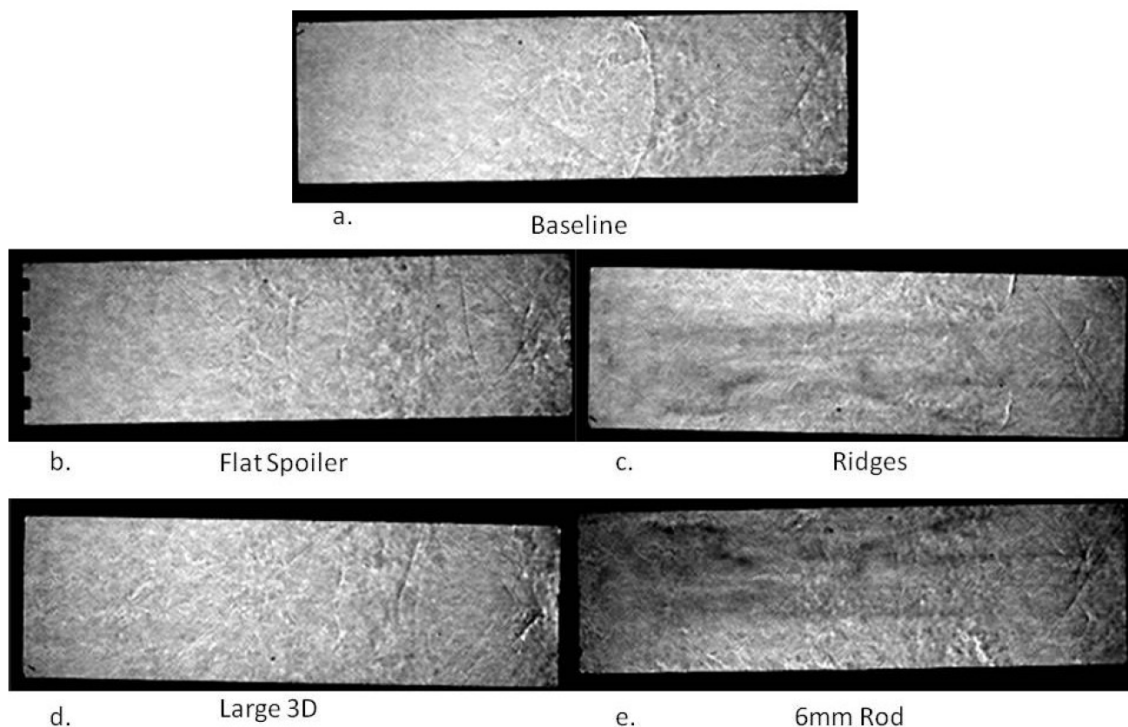 a.
Baseline
b.
Flat Spoiler
c.
Ridges
d.
Large 3D
e.
6mm Rod